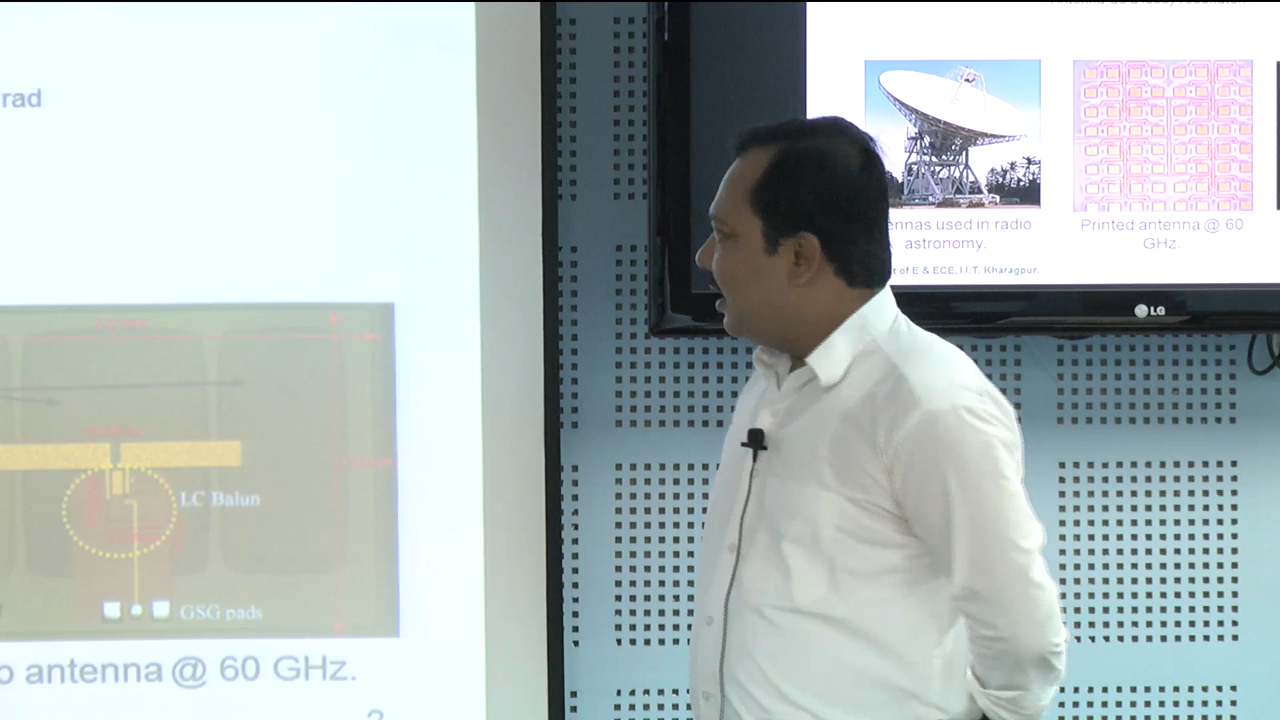 rad
LC Balun
GSG pads
antenna @ 60 GHz.
used in radio
astronomy.
Printed antenna @ 60
GHz.
of E & ECE, I.I.T. Kharagpur.
LG